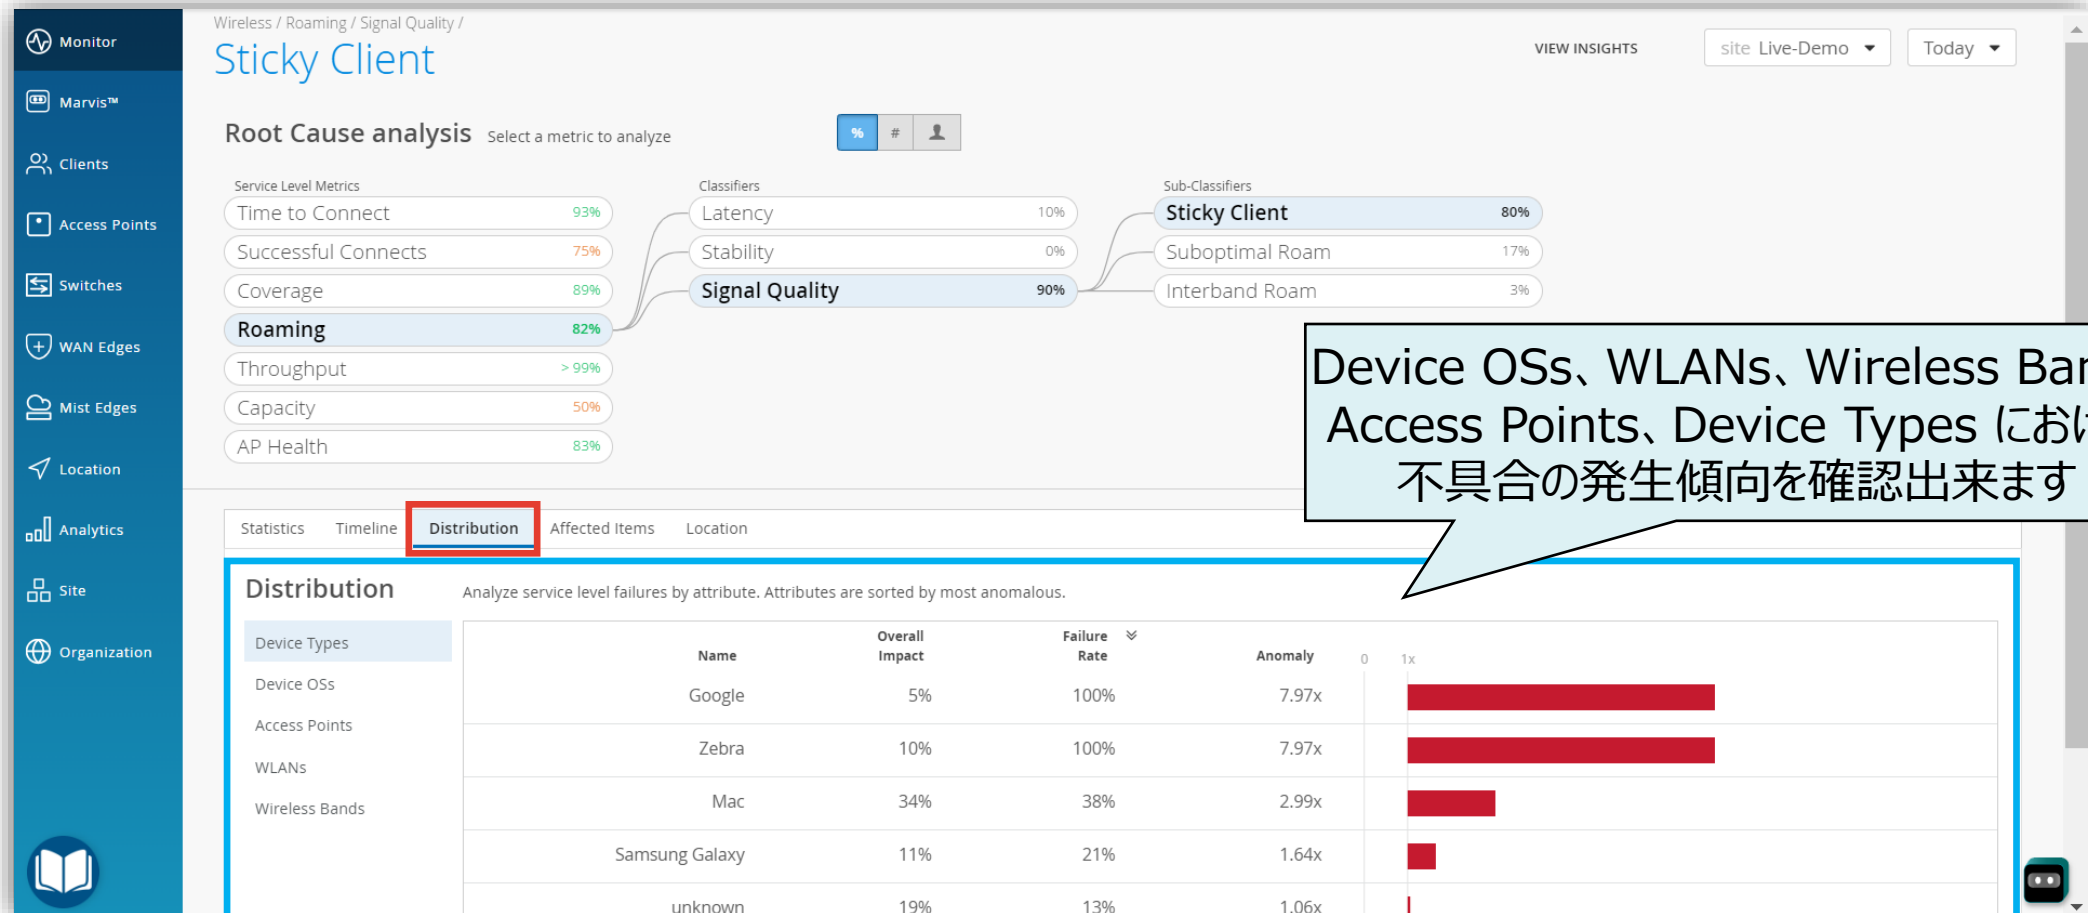 Monitor
Marvis™
Clients
Access Points
Switches
WAN Edges
Mist Edges
Location
Analytics
Site
Organization
Wireless / Roaming / Signal Quality /
Sticky Client
VIEW INSIGHTS
site Live-Demo
Today
Root Cause analysis Select a metric to analyze
% #
Service Level Metrics
Time to Connect 93%
Successful Connects 75%
Coverage 89%
Roaming 82%
Throughput > 99%
Capacity 50%
AP Health 83%
Classifiers
Latency 10%
Stability 0%
Signal Quality 90%
Sub-Classifiers
Sticky Client 80%
Suboptimal Roam 17%
Interband Roam 3%
Device OSs、WLANs、Wireless
Access Points、Device Types にお
不具合の発生傾向を確認出来ます
Statistics Timeline Distribution Affected Items Location
Distribution Analyze service level failures by attribute. Attributes are sorted by most anomalous.
Device Types
Device OSs
Access Points
WLANs
Wireless Bands
Name Overall Impact Failure Rate Anomaly 0 1x
Google 5% 100% 7.97x
Zebra 10% 100% 7.97x
Mac 34% 38% 2.99x
Samsung Galaxy 11% 21% 1.64x
unknown 19% 13% 1.06x